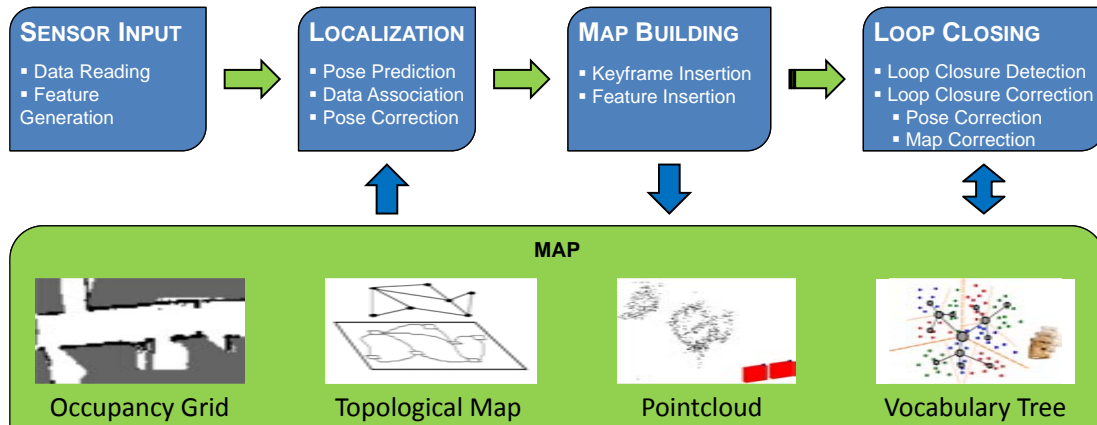 SENSOR INPUT
▪ Data Reading
▪ Feature
Generation
LOCALIZATION
▪ Pose Prediction
▪ Data Association
▪ Pose Correction
MAP BUILDING
▪ Keyframe Insertion
▪ Feature Insertion
LOOP CLOSING
▪ Loop Closure Detection
▪ Loop Closure Correction
▪ Pose Correction
▪ Map Correction
MAP
Occupancy Grid
Topological Map
Pointcloud
Vocabulary Tree